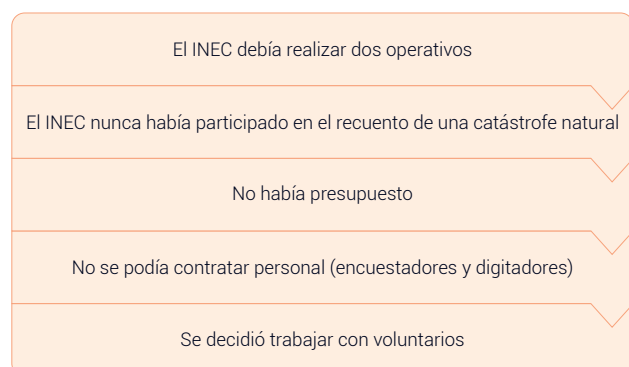 El INEC debía realizar dos operativos
El INEC nunca había participado en el recuento de una catástrofe natural
No había presupuesto
No se podía contratar personal (encuestadores y digitadores)
Se decidió trabajar con voluntarios